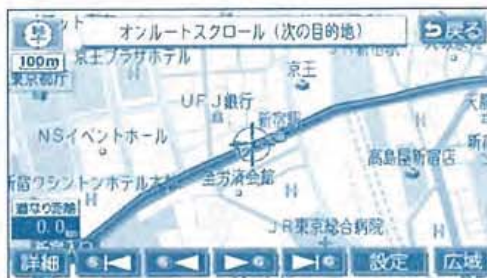 オンルートスクロール（次の目的地）
戻る
100m
京王プラザホテル
東京都庁
京王
UFJ銀行
新宿駅
NSイベントホール
高島屋新宿店
新宿ワシントンホテル本
全労済会館
道なり距離
0.0
JR東京総合病院
詳細
設定
広域